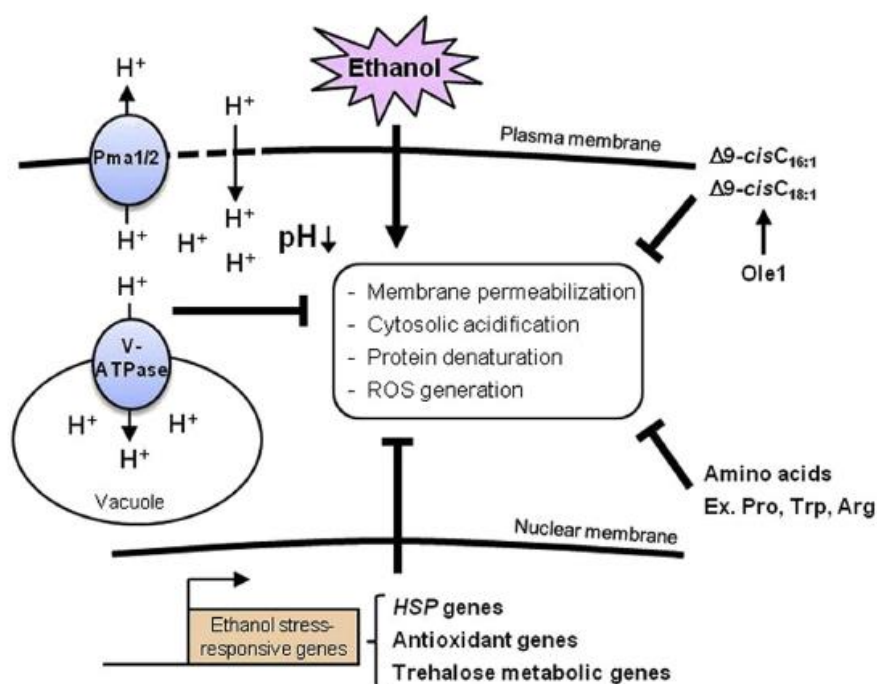 Ethanol
H⁺
H⁺
Plasma membrane
Pma1/2
Δ9-cisC₁₆:₁
Δ9-cisC₁₈:₁
H⁺
H⁺
H⁺
H⁺
pH↓
Ole1
H⁺
- Membrane permeabilization
- Cytosolic acidification
- Protein denaturation
- ROS generation
V-
ATPase
H⁺
H⁺
H⁺
Vacuole
Amino acids
Ex. Pro, Trp, Arg
Nuclear membrane
Ethanol stress-
responsive genes
HSP genes
Antioxidant genes
Trehalose metabolic genes